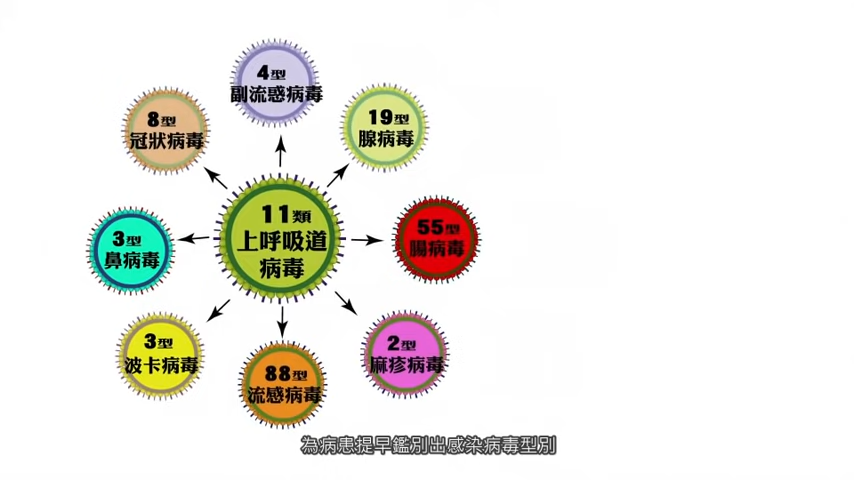 4型
副流感病毒
8型
冠狀病毒
19型
腺病毒
11類
上呼吸道
病毒
3型
鼻病毒
55型
腸病毒
3型
波卡病毒
88型
流感病毒
2型
麻疹病毒
為病患提早鑑別出感染病毒型別